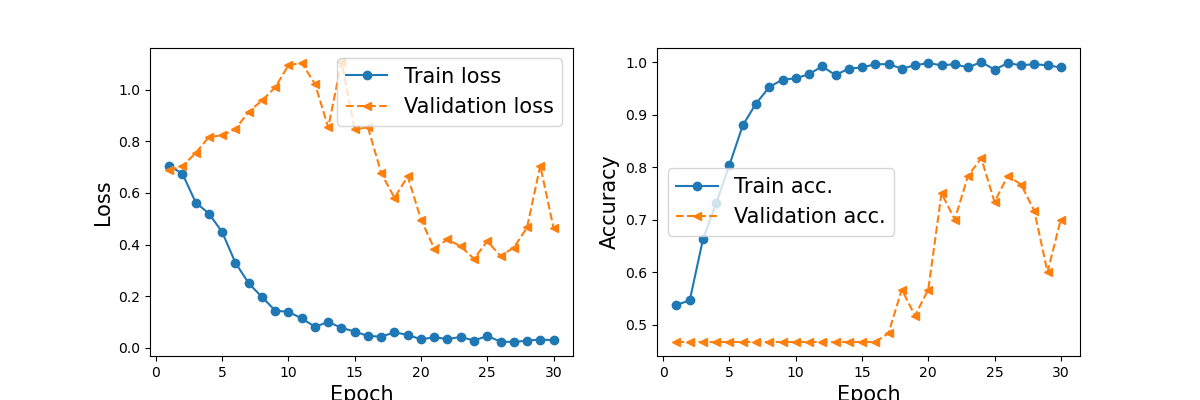 Train loss
Validation loss
Loss
1.0
0.8
0.6
0.4
0.2
0.0
0 5 10 15 20 25 30
Epoch
Train acc.
Validation acc.
Accuracy
1.0
0.9
0.8
0.7
0.6
0.5
0 5 10 15 20 25 30
Epoch